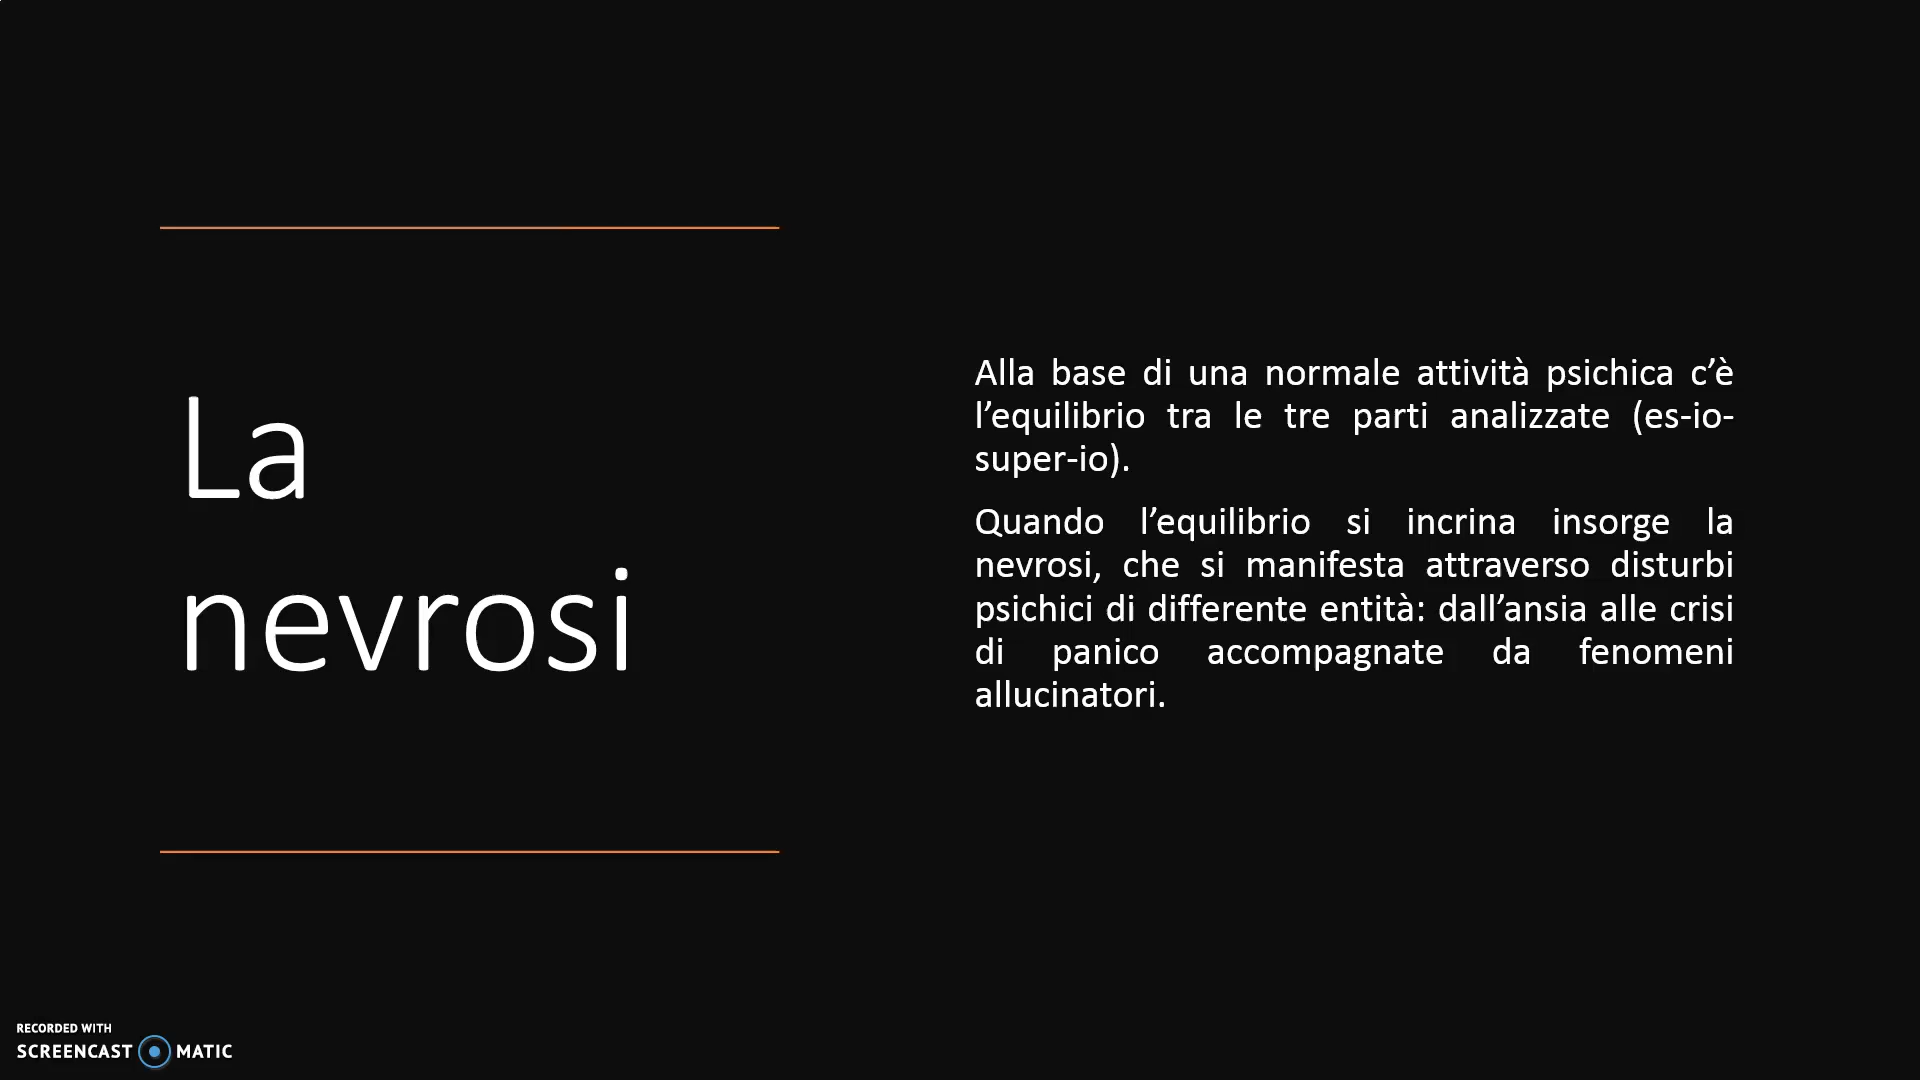 La
nevrosi
Alla base di una normale attività psichica c’è
l’equilibrio tra le tre parti analizzate (es-io-
super-io).
Quando l’equilibrio si incrina insorge la
nevrosi, che si manifesta attraverso disturbi
psichici di differente entità: dall’ansia alle crisi
di panico accompagnate da fenomeni
allucinatori.
RECORDED WITH
SCREENCAST MATIC